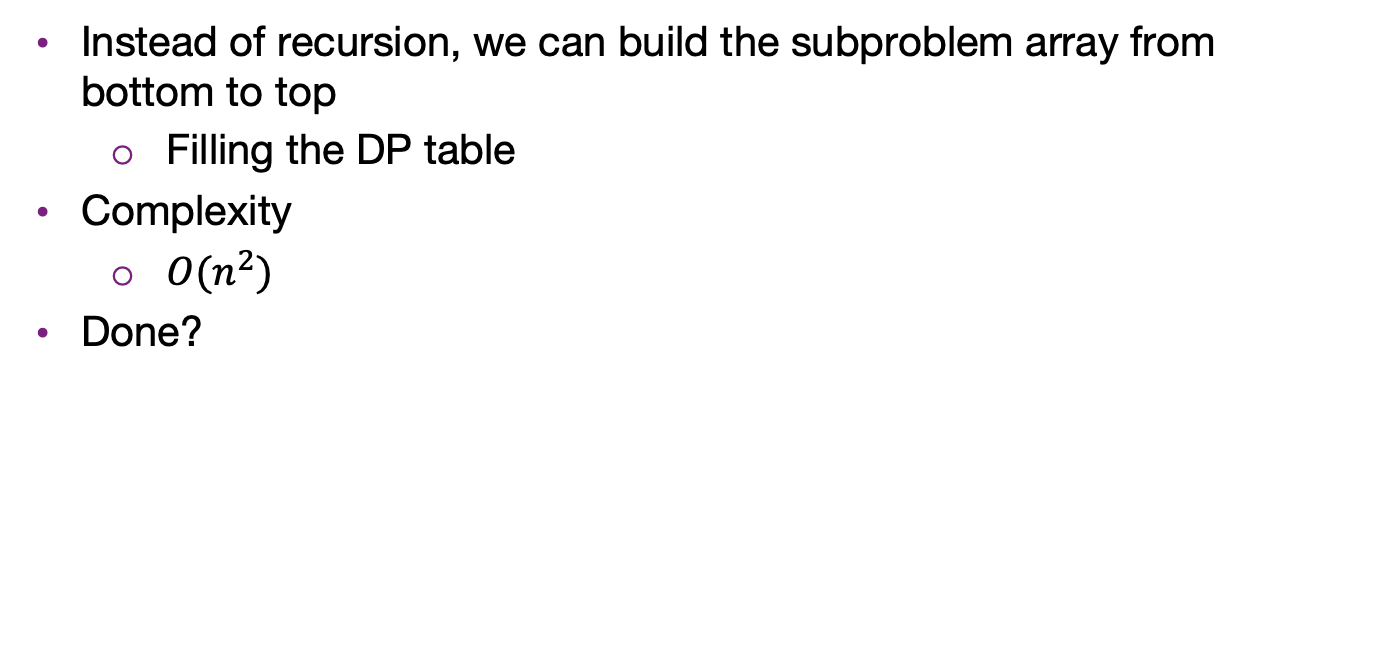 • Instead of recursion, we can build the subproblem array from
bottom to top
○ Filling the DP table
• Complexity
○ O(n²)
• Done?